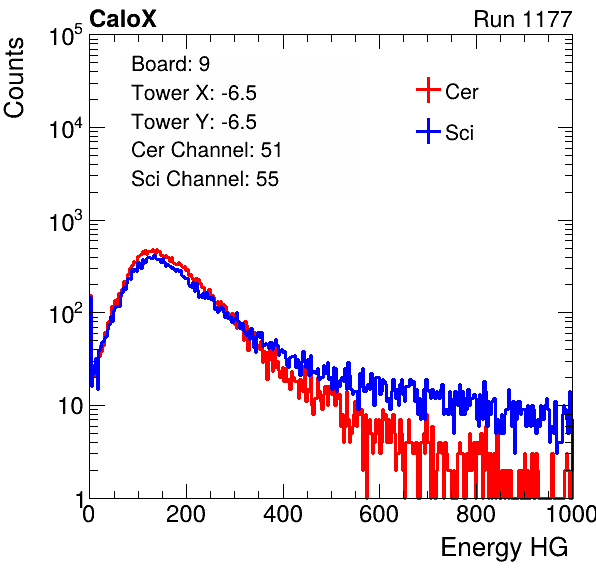 CaloX
Run 1177
Counts
10^5
10^4
10^3
10^2
10
1
Board: 9
Tower X: -6.5
Tower Y: -6.5
Cer Channel: 51
Sci Channel: 55
Cer
Sci
0 200 400 600 800 1000
Energy HG